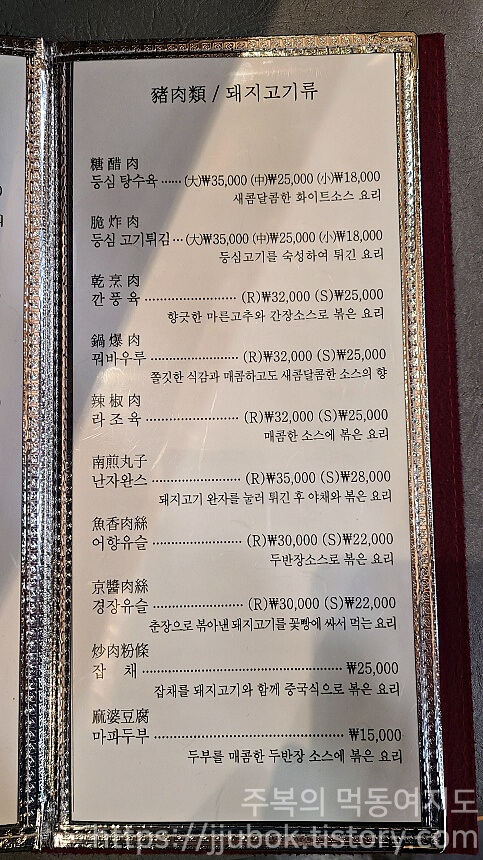 豬肉類 / 돼지고기류
糖醋肉
등심 탕수육 ······ (大)₩35,000 (中)₩25,000 (小)₩18,000
새콤달콤한 화이트소스 요리
脆炸肉
등심 고기튀김 ··· (大)₩35,000 (中)₩25,000 (小)₩18,000
등심고기를 숙성하여 튀긴 요리
乾烹肉
깐풍육 ························ (R)₩32,000 (S)₩25,000
향긋한 마른고추와 간장소스로 볶은 요리
鍋爆肉
꿔바우루 ······················ (R)₩32,000 (S)₩25,000
쫄깃한 식감과 매콤하고도 새콤달콤한 소스의 향
辣椒肉
라조육 ························ (R)₩32,000 (S)₩25,000
매콤한 소스에 볶은 요리
南煎丸子
난자완스 ······················ (R)₩35,000 (S)₩28,000
돼지고기 완자를 눌러 튀긴 후 야채와 볶은 요리
魚香肉絲
어향유슬 ······················ (R)₩30,000 (S)₩22,000
두반장소스로 볶은 요리
京醬肉絲
경장유슬 ······················ (R)₩30,000 (S)₩22,000
춘장으로 볶아낸 돼지고기를 꽃빵에 싸서 먹는 요리
炒肉粉條
잡 채 ················································ ₩25,000
잡채를 돼지고기와 함께 중국식으로 볶은 요리
麻婆豆腐
마파두부 ············································· ₩15,000
두부를 매콤한 두반장 소스에 볶은 요리
주복의 먹동여지도
https://jjubok.tistory.com